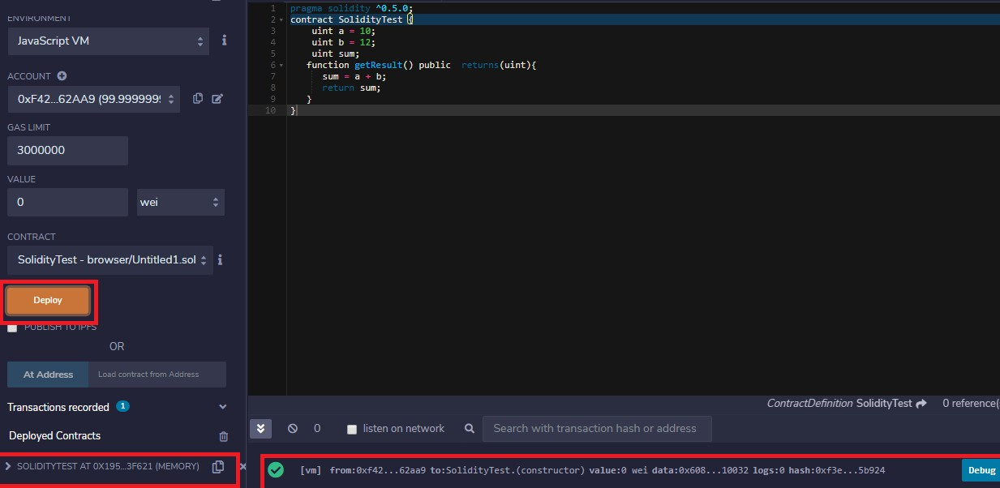 ENVIRONMENT
JavaScript VM
ACCOUNT
0xF42...62AA9 (99.9999999
GAS LIMIT
3000000
VALUE
0
wei
CONTRACT
SolidityTest - browser/Untitled1.sol
Deploy
PUBLISH TO IPFS
OR
At Address
Load contract from Address
Transactions recorded 1
Deployed Contracts
SOLIDITYTEST AT 0X195...3F621 (MEMORY)
1 pragma solidity ^0.5.0;
2 contract SolidityTest {
3 uint a = 10;
4 uint b = 12;
5 uint sum;
6 function getResult() public  returns(uint){
7 sum = a + b;
8 return sum;
9 }
10 }
ContractDefinition SolidityTest 0 reference(
0 listen on network Search with transaction hash or address
[vm] from:0xf42...62aa9 to:SolidityTest.(constructor) value:0 wei data:0x608...10032 logs:0 hash:0xf3e...5b924 Debug